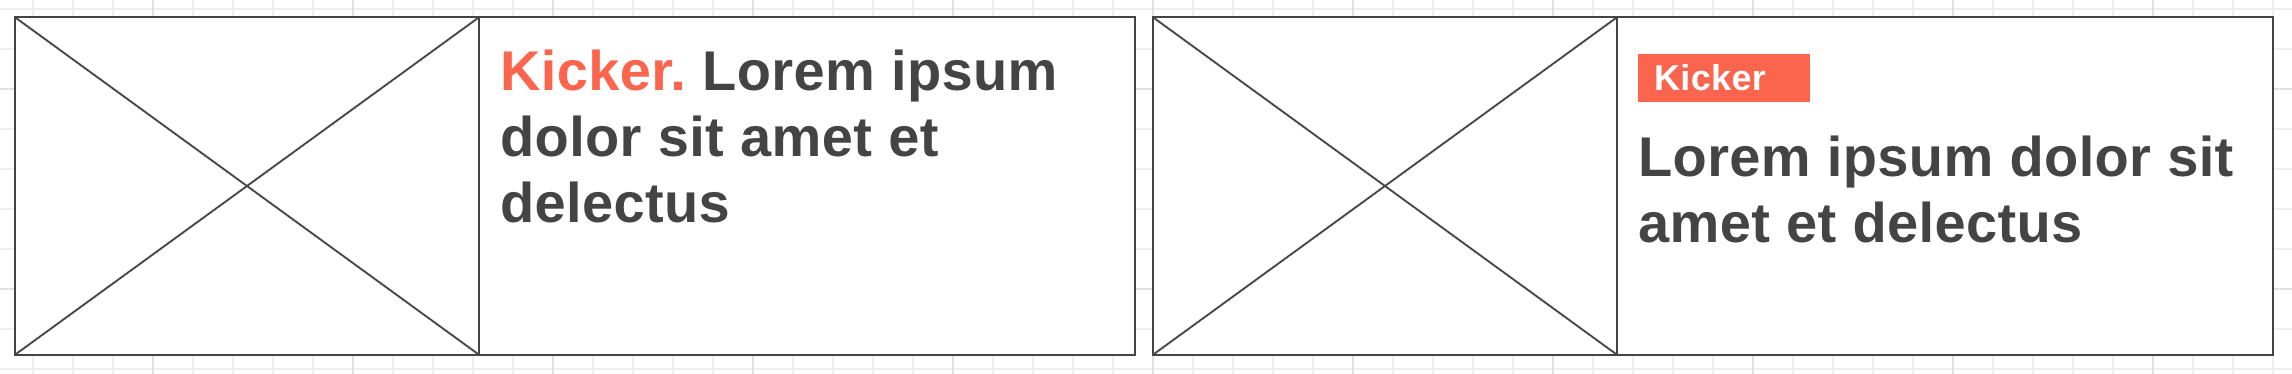 Kicker. Lorem ipsum
dolor sit amet et
delectus
Kicker
Lorem ipsum dolor sit
amet et delectus